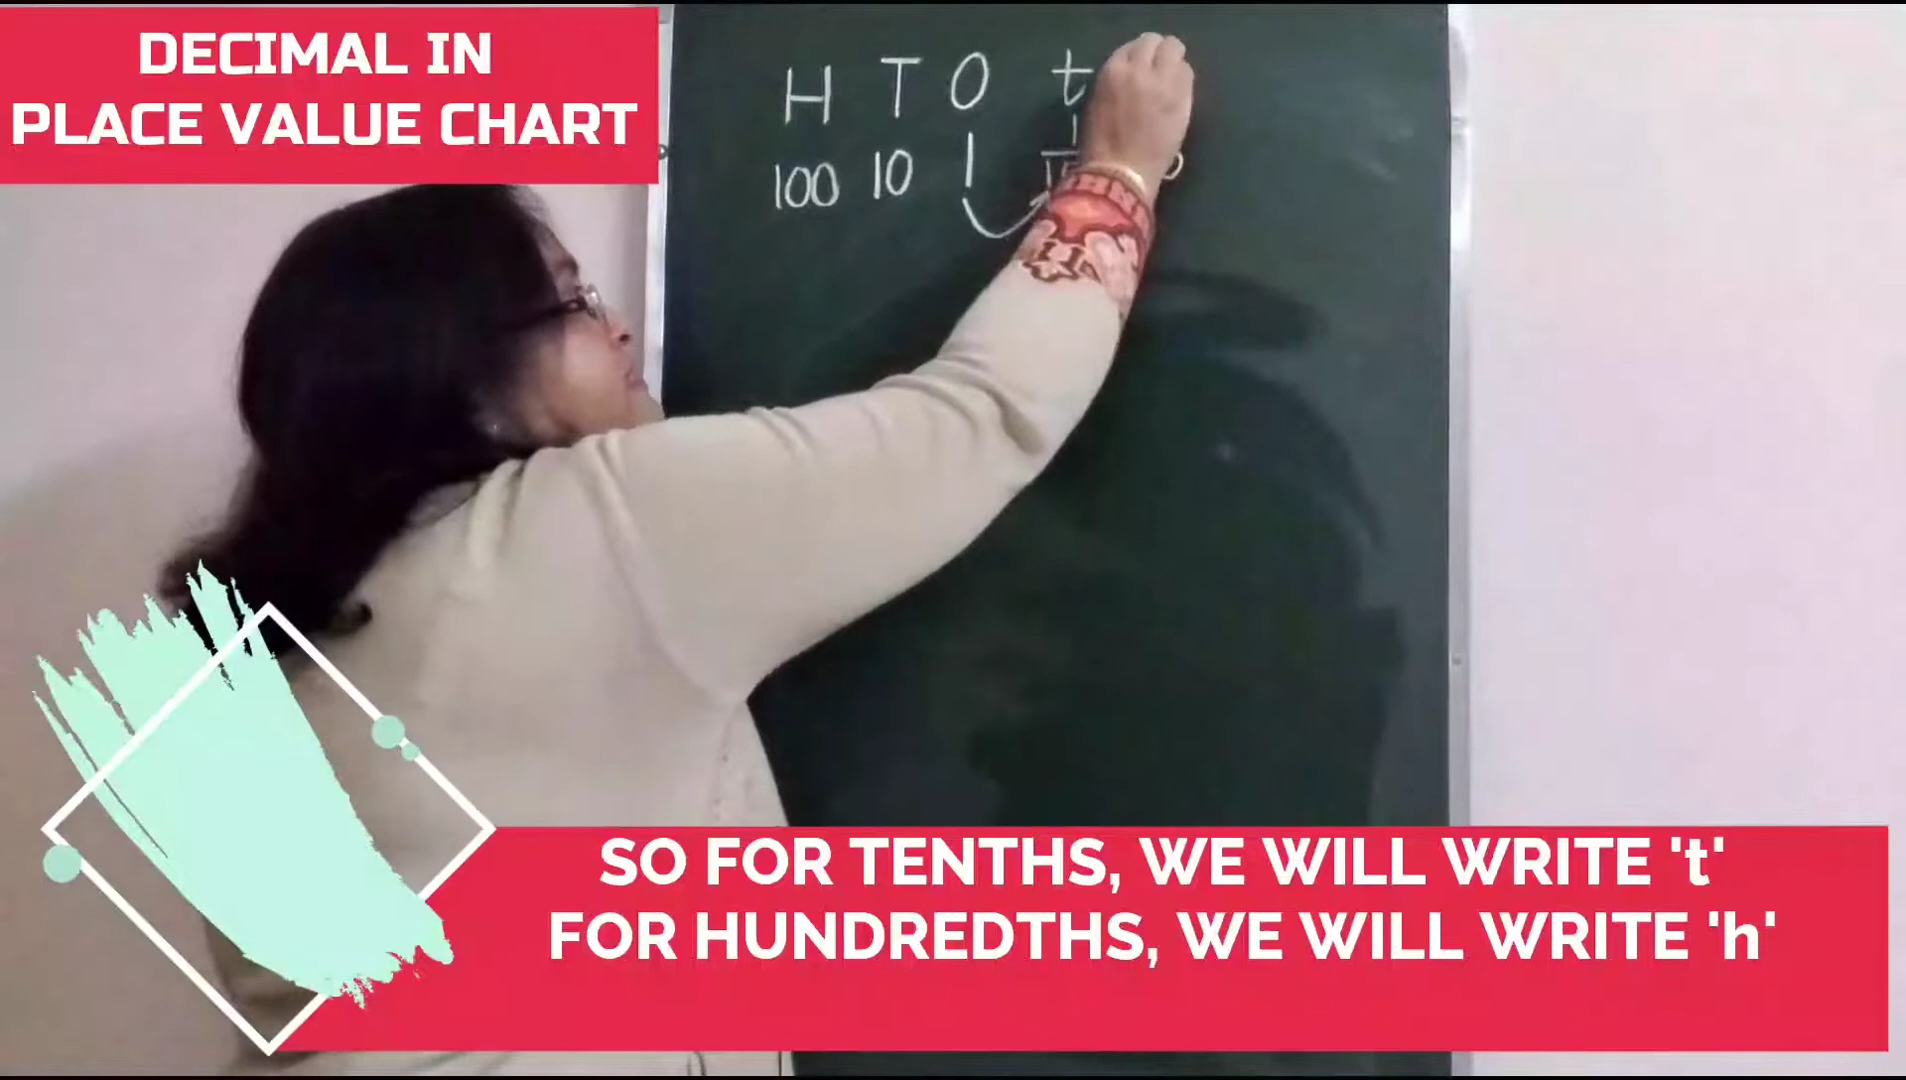 DECIMAL IN
PLACE VALUE CHART
H T O t
100 10 1 1
SO FOR TENTHS, WE WILL WRITE 't'
FOR HUNDREDTHS, WE WILL WRITE 'h'